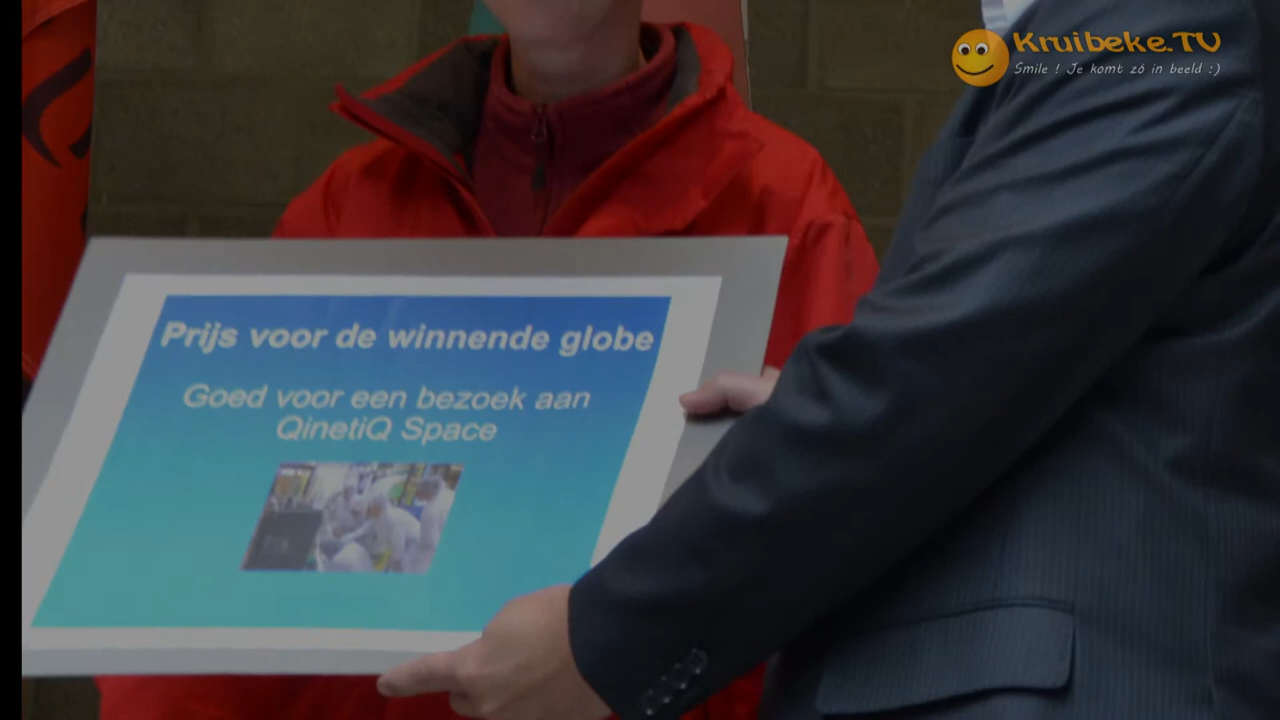 Kruibeke.TV
Smile ! Je komt zó in beeld :)
Prijs voor de winnende globe
Goed voor een bezoek aan
QinetiQ Space